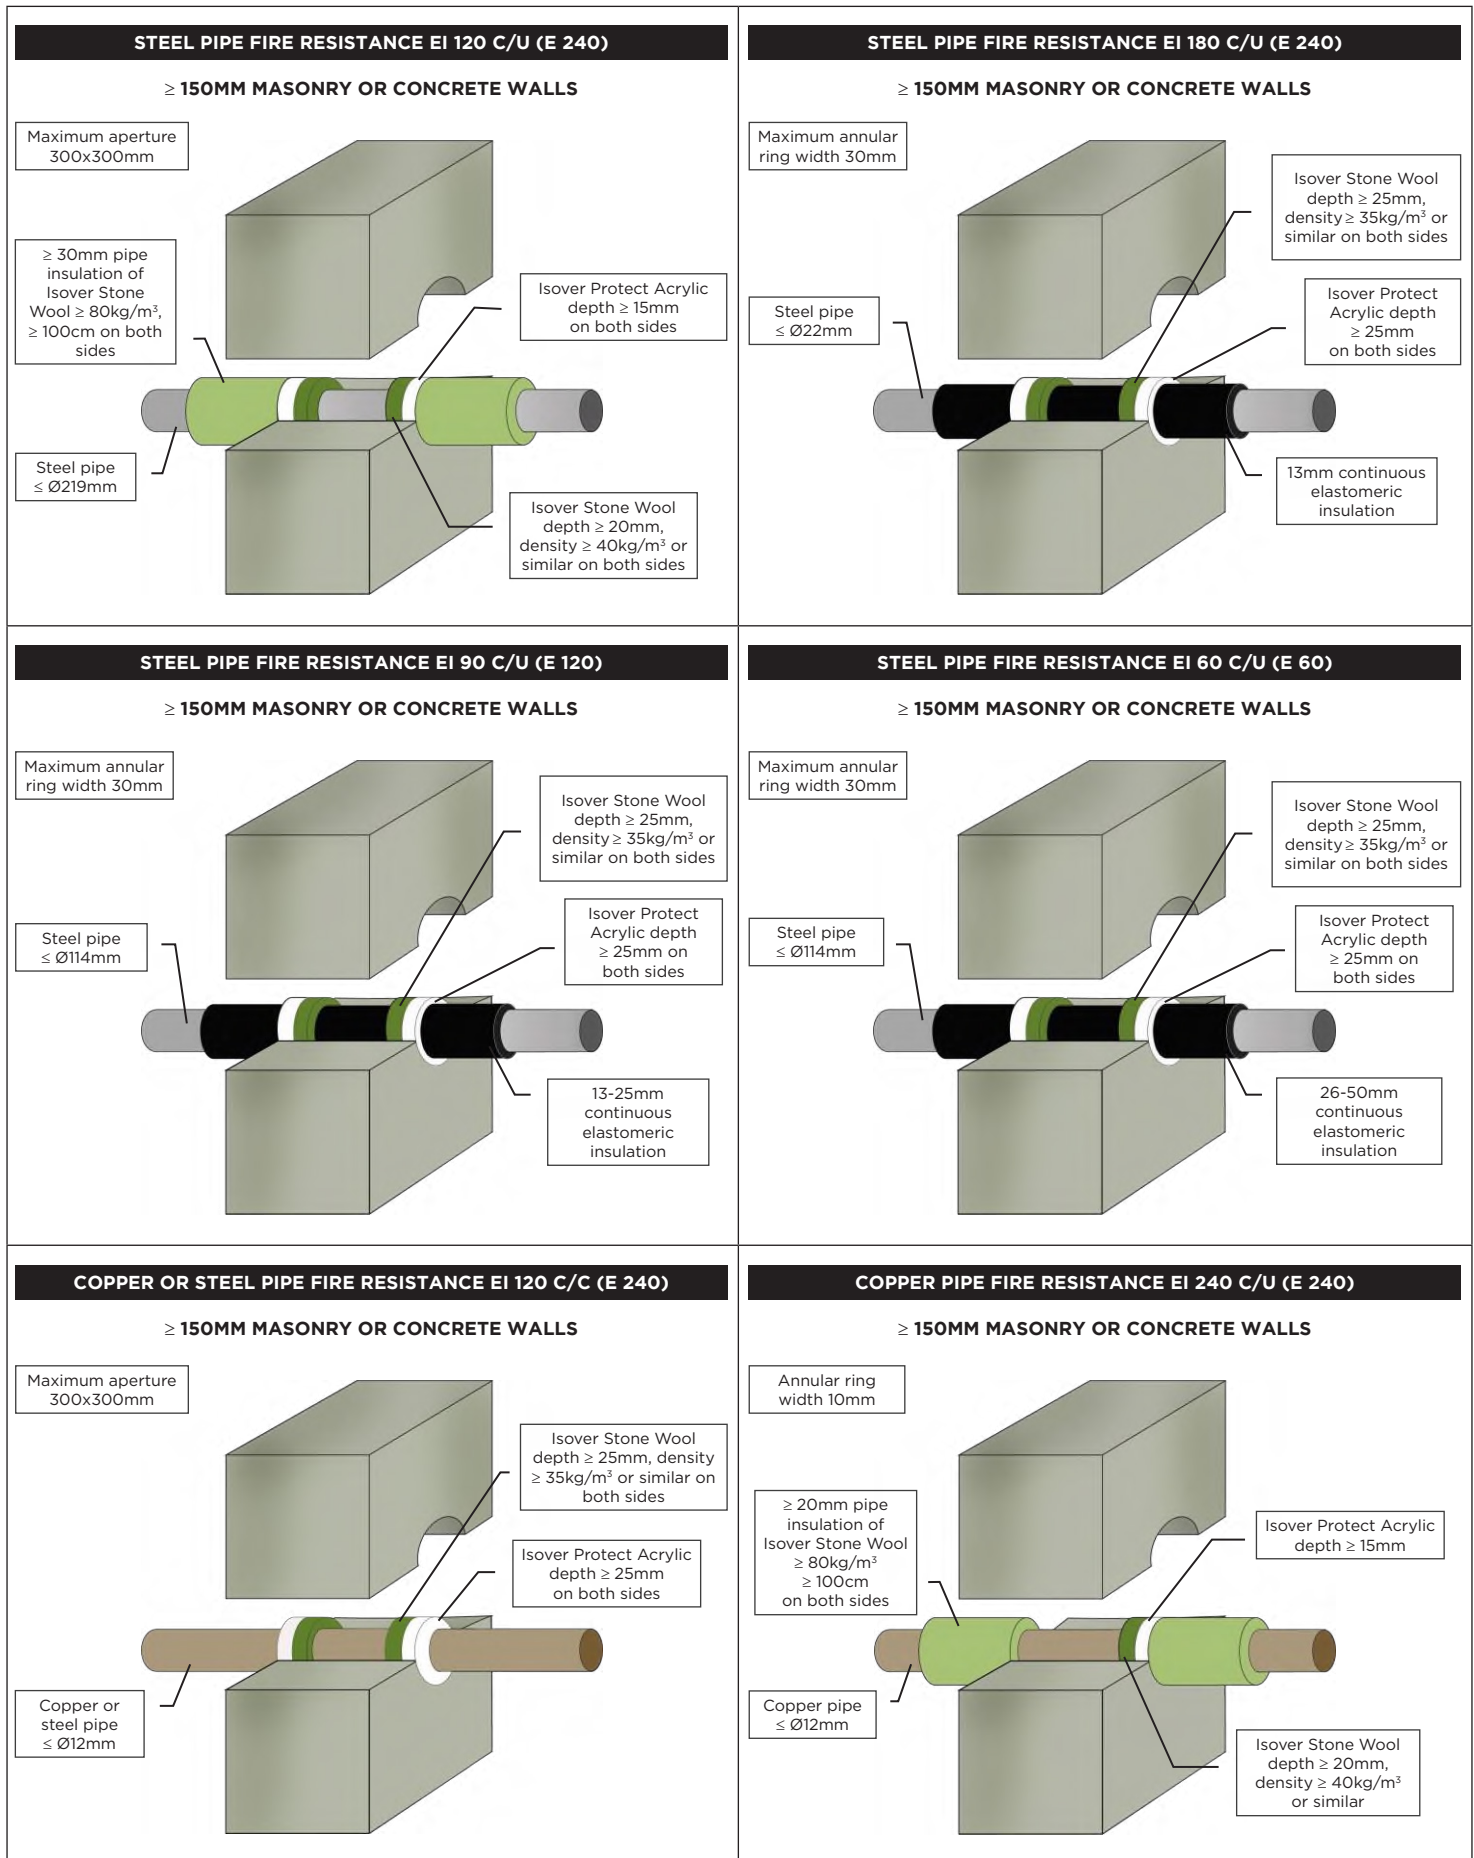 STEEL PIPE FIRE RESISTANCE EI 120 C/U (E 240)
≥ 150MM MASONRY OR CONCRETE WALLS
Maximum aperture
300x300mm
≥ 30mm pipe
insulation of
Isover Stone
Wool ≥ 80kg/m³,
≥ 100cm on both
sides
Isover Protect Acrylic
depth ≥ 15mm
on both sides
Steel pipe
≤ Ø219mm
Isover Stone Wool
depth ≥ 20mm,
density ≥ 40kg/m³ or
similar on both sides
STEEL PIPE FIRE RESISTANCE EI 180 C/U (E 240)
≥ 150MM MASONRY OR CONCRETE WALLS
Maximum annular
ring width 30mm
Isover Stone Wool
depth ≥ 25mm,
density ≥ 35kg/m³ or
similar on both sides
Steel pipe
≤ Ø22mm
Isover Protect
Acrylic depth
≥ 25mm
on both sides
13mm continuous
elastomeric
insulation
STEEL PIPE FIRE RESISTANCE EI 90 C/U (E 120)
≥ 150MM MASONRY OR CONCRETE WALLS
Maximum annular
ring width 30mm
Isover Stone Wool
depth ≥ 25mm,
density ≥ 35kg/m³ or
similar on both sides
Steel pipe
≤ Ø114mm
Isover Protect
Acrylic depth
≥ 25mm on
both sides
13-25mm
continuous
elastomeric
insulation
STEEL PIPE FIRE RESISTANCE EI 60 C/U (E 60)
≥ 150MM MASONRY OR CONCRETE WALLS
Maximum annular
ring width 30mm
Isover Stone Wool
depth ≥ 25mm,
density ≥ 35kg/m³ or
similar on both sides
Steel pipe
≤ Ø114mm
Isover Protect
Acrylic depth
≥ 25mm on
both sides
26-50mm
continuous
elastomeric
insulation
COPPER OR STEEL PIPE FIRE RESISTANCE EI 120 C/C (E 240)
≥ 150MM MASONRY OR CONCRETE WALLS
Maximum aperture
300x300mm
Isover Stone Wool
depth ≥ 25mm, density
≥ 35kg/m³ or similar on
both sides
Isover Protect Acrylic
depth ≥ 25mm
on both sides
Copper or
steel pipe
≤ Ø12mm
COPPER PIPE FIRE RESISTANCE EI 240 C/U (E 240)
≥ 150MM MASONRY OR CONCRETE WALLS
Annular ring
width 10mm
≥ 20mm pipe
insulation of
Isover Stone Wool
≥ 80kg/m³
≥ 100cm
on both sides
Isover Protect Acrylic
depth ≥ 15mm
Copper pipe
≤ Ø12mm
Isover Stone Wool
depth ≥ 20mm,
density ≥ 40kg/m³
or similar